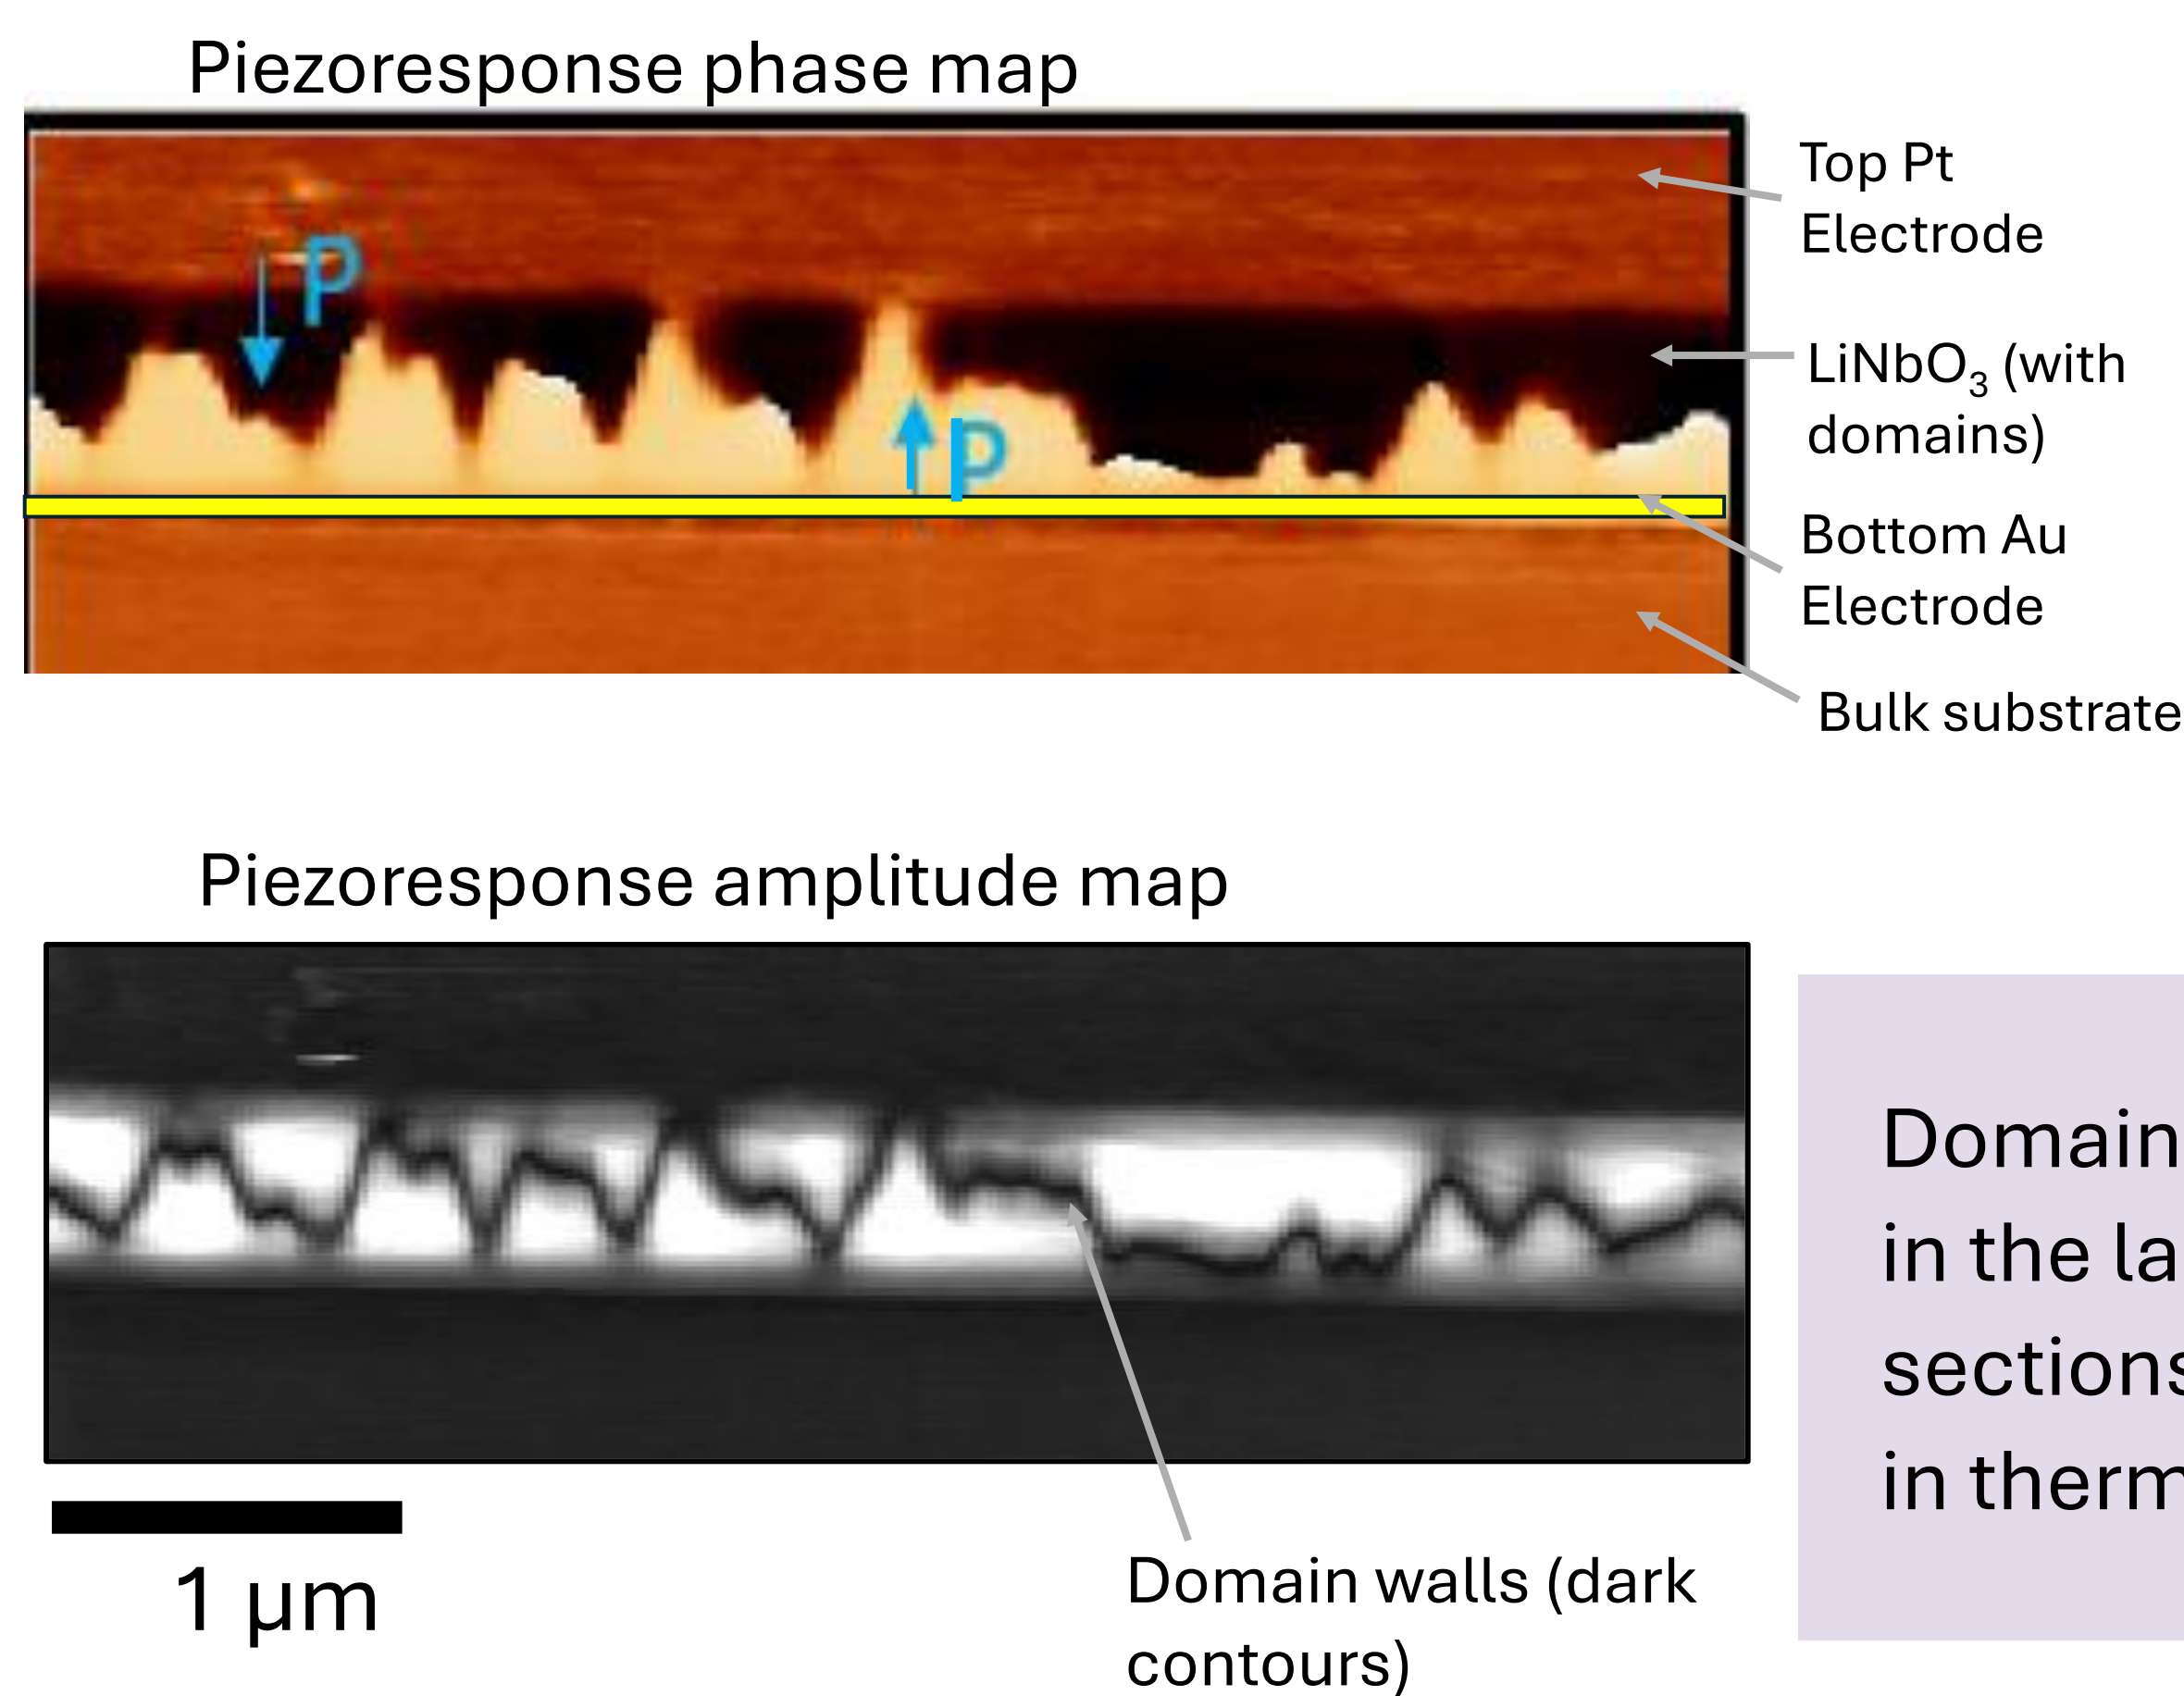 Piezoresponse phase map
Top Pt
Electrode
P
LiNbO₃ (with
domains)
P
Bottom Au
Electrode
Bulk substrate
Piezoresponse amplitude map
Domain
in the la
sections
in therm
1 µm
Domain walls (dark
contours)